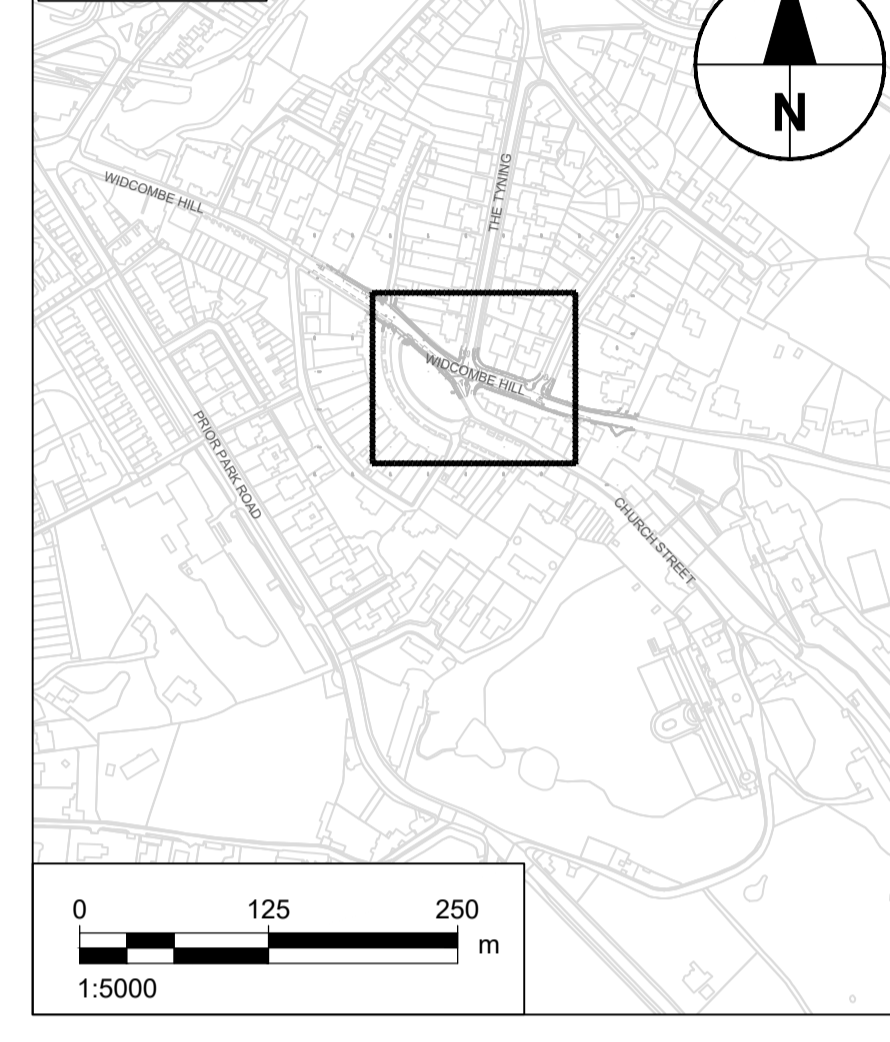 N
WIDCOMBE HILL
THE TYNING
WIDCOMBE HILL
PRIOR PARK ROAD
CHURCH STREET
0 125 250
m
1:5000